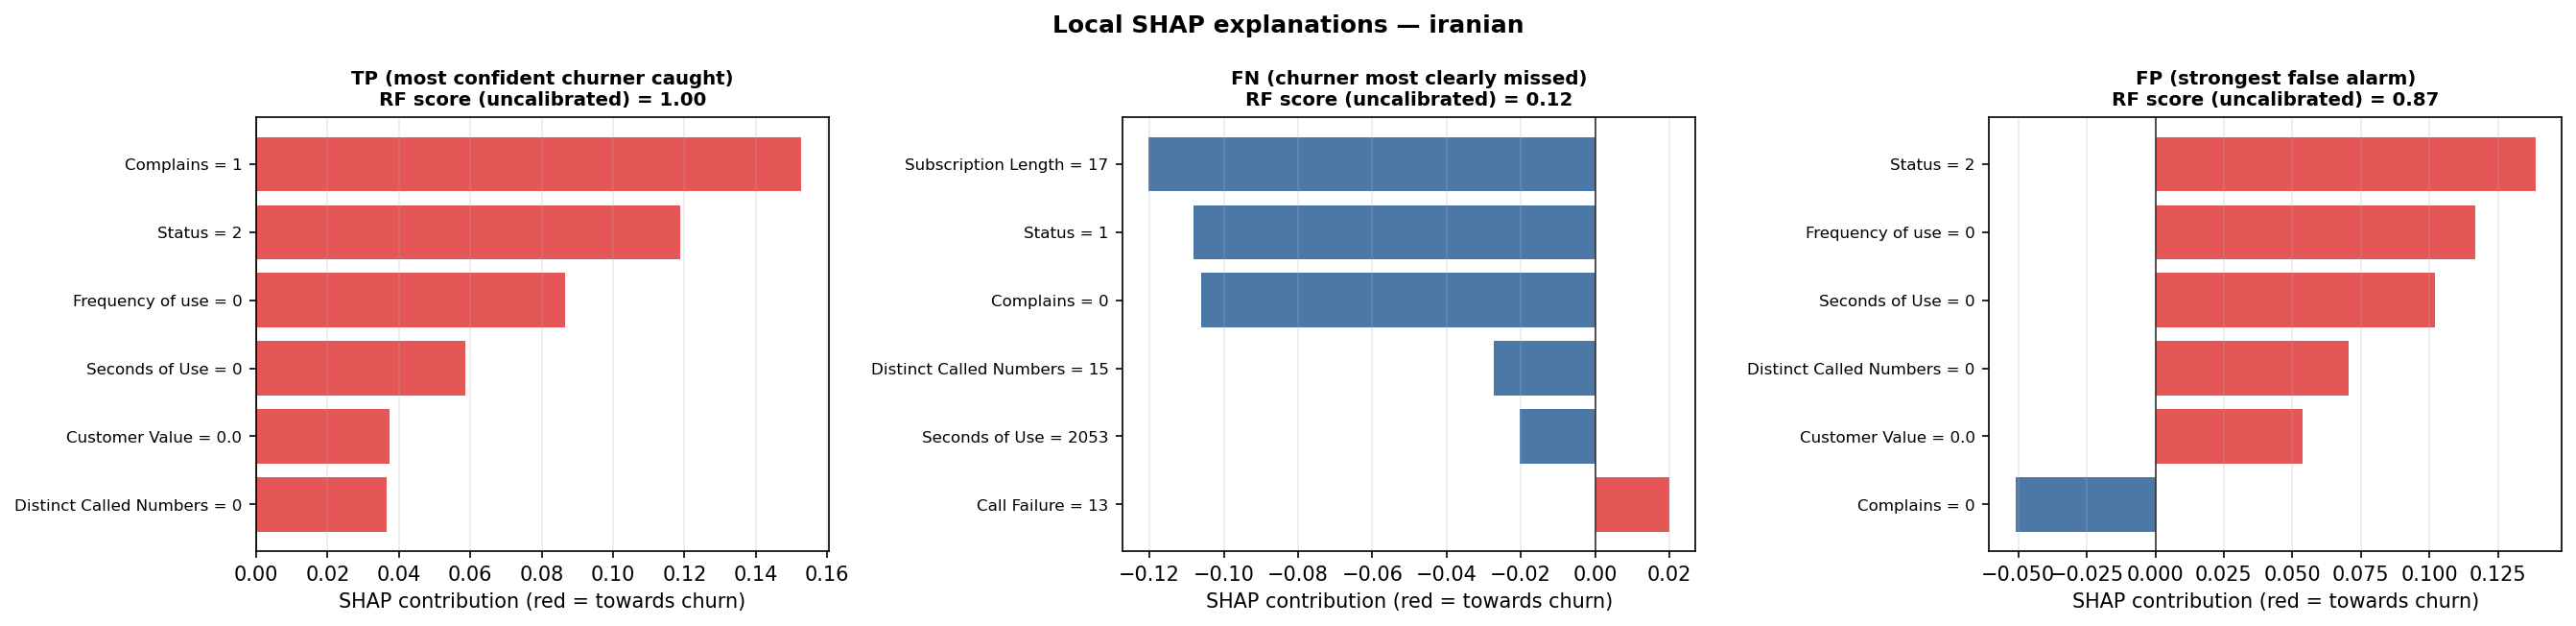 Local SHAP explanations — iranian
TP (most confident churner caught)
RF score (uncalibrated) = 1.00
Complains = 1
Status = 2
Frequency of use = 0
Seconds of Use = 0
Customer Value = 0.0
Distinct Called Numbers = 0
0.00 0.02 0.04 0.06 0.08 0.10 0.12 0.14 0.16
SHAP contribution (red = towards churn)
FN (churner most clearly missed)
RF score (uncalibrated) = 0.12
Subscription Length = 17
Status = 1
Complains = 0
Distinct Called Numbers = 15
Seconds of Use = 2053
Call Failure = 13
−0.12 −0.10 −0.08 −0.06 −0.04 −0.02 0.00 0.02
SHAP contribution (red = towards churn)
FP (strongest false alarm)
RF score (uncalibrated) = 0.87
Status = 2
Frequency of use = 0
Seconds of Use = 0
Distinct Called Numbers = 0
Customer Value = 0.0
Complains = 0
−0.050 −0.025 0.000 0.025 0.050 0.075 0.100 0.125
SHAP contribution (red = towards churn)